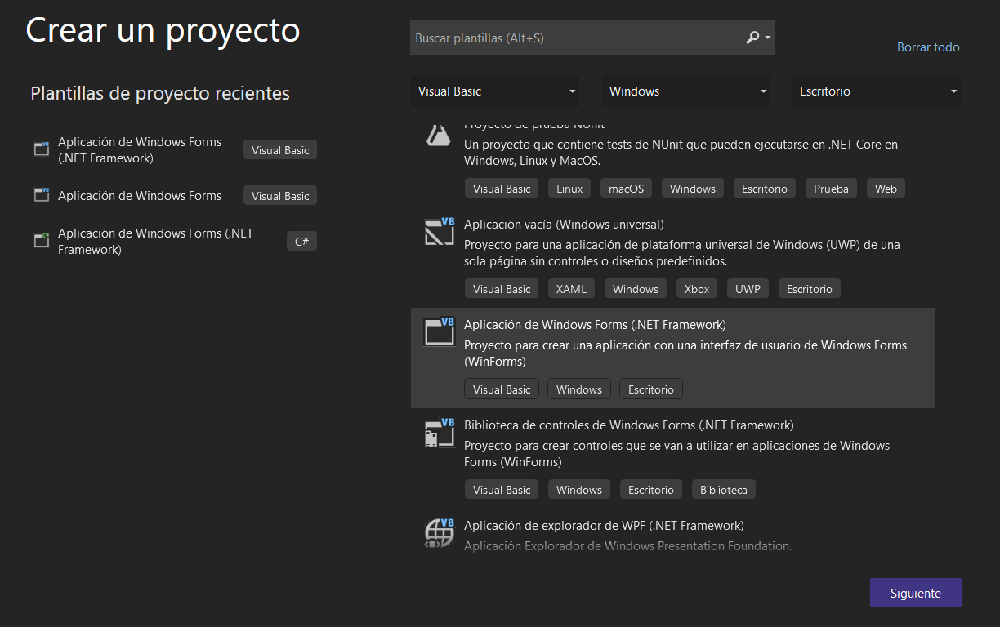 Crear un proyecto
Buscar plantillas (Alt+S)
Borrar todo
Plantillas de proyecto recientes
Visual Basic
Windows
Escritorio
Aplicación de Windows Forms
(.NET Framework)
Visual Basic
Aplicación de Windows Forms
Visual Basic
Aplicación de Windows Forms (.NET
Framework)
C#
Proyecto de prueba NUnit
Un proyecto que contiene tests de NUnit que pueden ejecutarse en .NET Core en
Windows, Linux y MacOS.
Visual Basic Linux macOS Windows Escritorio Prueba Web
VB
Aplicación vacía (Windows universal)
Proyecto para una aplicación de plataforma universal de Windows (UWP) de una
sola página sin controles o diseños predefinidos.
Visual Basic XAML Windows Xbox UWP Escritorio
VB
Aplicación de Windows Forms (.NET Framework)
Proyecto para crear una aplicación con una interfaz de usuario de Windows Forms
(WinForms)
Visual Basic Windows Escritorio
VB
Biblioteca de controles de Windows Forms (.NET Framework)
Proyecto para crear controles que se van a utilizar en aplicaciones de Windows
Forms (WinForms)
Visual Basic Windows Escritorio Biblioteca
VB
Aplicación de explorador de WPF (.NET Framework)
Aplicación Explorador de Windows Presentation Foundation.
Siguiente